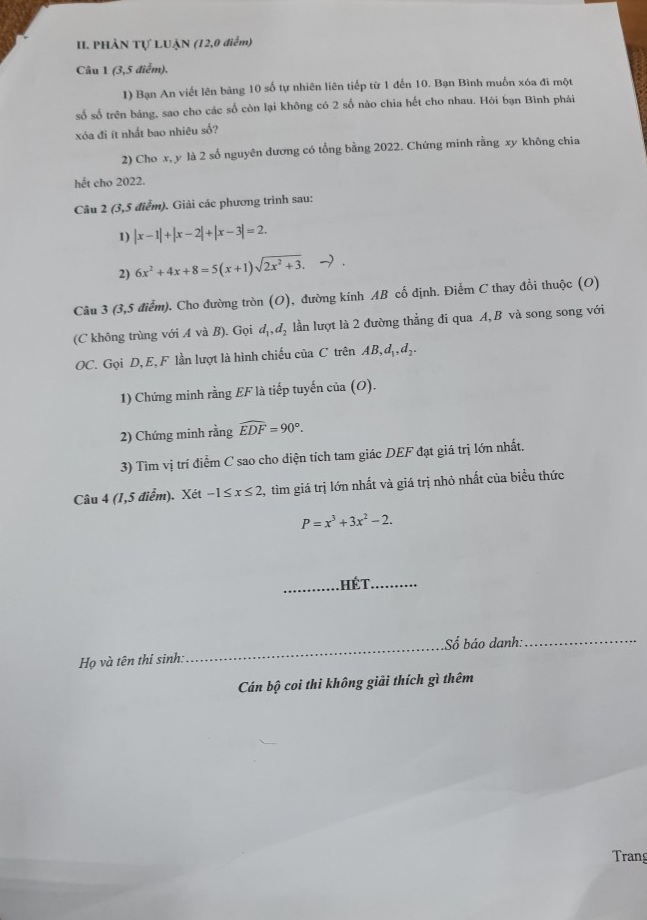 II. PHẦN TỰ LUẬN (12,0 điểm)
Câu 1 (3,5 điểm).
1) Bạn An viết lên bảng 10 số tự nhiên liên tiếp từ 1 đến 10. Bạn Bình muốn xóa đi một
số số trên bảng, sao cho các số còn lại không có 2 số nào chia hết cho nhau. Hỏi bạn Bình phải
xóa đi ít nhất bao nhiêu số?
2) Cho x, y là 2 số nguyên dương có tổng bằng 2022. Chứng minh rằng xy không chia
hết cho 2022.
Câu 2 (3,5 điểm). Giải các phương trình sau:
1) |x−1|+|x−2|+|x−3|=2.
2) 6x²+4x+8=5(x+1)√(2x²+3). →
Câu 3 (3,5 điểm). Cho đường tròn (O), đường kính AB cố định. Điểm C thay đổi thuộc (O)
(C không trùng với A và B). Gọi d₁,d₂ lần lượt là 2 đường thẳng đi qua A,B và song song với
OC. Gọi D,E,F lần lượt là hình chiếu của C trên AB,d₁,d₂.
1) Chứng minh rằng EF là tiếp tuyến của (O).
2) Chứng minh rằng EDF = 90°.
3) Tìm vị trí điểm C sao cho diện tích tam giác DEF đạt giá trị lớn nhất.
Câu 4 (1,5 điểm). Xét −1≤x≤2, tìm giá trị lớn nhất và giá trị nhỏ nhất của biểu thức
P=x³+3x²−2.
............HẾT..........
Họ và tên thí sinh:..................................................Số báo danh:......................
Cán bộ coi thi không giải thích gì thêm
Trang